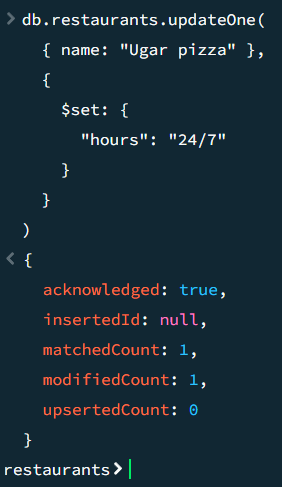 > db.restaurants.updateOne(
{ name: "Ugar pizza" },
{
$set: {
"hours": "24/7"
}
}
)
< {
acknowledged: true,
insertedId: null,
matchedCount: 1,
modifiedCount: 1,
upsertedCount: 0
}
restaurants>